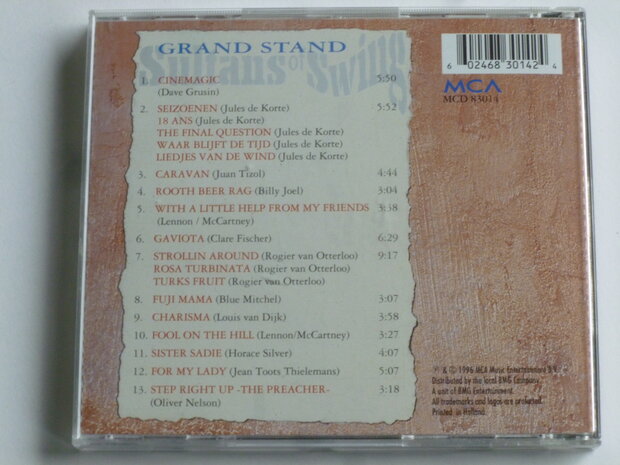 GRAND STAND
Sultans of Swing
1. CINEMAGIC 5:50
(Dave Grusin)
2. SEIZOENEN (Jules de Korte) 5:52
18 ANS (Jules de Korte)
THE FINAL QUESTION (Jules de Korte)
WAAR BLIJFT DE TIJD (Jules de Korte)
LIEDJES VAN DE WIND (Jules de Korte)
3. CARAVAN (Juan Tizol) 4:44
4. ROOTH BEER RAG (Billy Joel) 3:04
5. WITH A LITTLE HELP FROM MY FRIENDS 3:38
(Lennon / McCartney)
6. GAVIOTA (Clare Fischer) 6:29
7. STROLLIN AROUND (Rogier van Otterloo) 9:17
ROSA TURBINATA (Rogier van Otterloo)
TURKS FRUIT (Rogier van Otterloo)
8. FUJI MAMA (Blue Mitchel) 3:07
9. CHARISMA (Louis van Dijk) 3:58
10. FOOL ON THE HILL (Lennon/McCartney) 3:27
11. SISTER SADIE (Horace Silver) 4:07
12. FOR MY LADY (Jean Toots Thielemans) 5:07
13. STEP RIGHT UP -THE PREACHER- 3:18
(Oliver Nelson)
6 02468 30142 4
MCA
MCD 83014
℗ & © 1996 MCA Music Entertainment B.V.
Distributed by the local BMG Company.
A unit of BMG Entertainment.
All trademarks and logos are protected.
Printed in Holland.